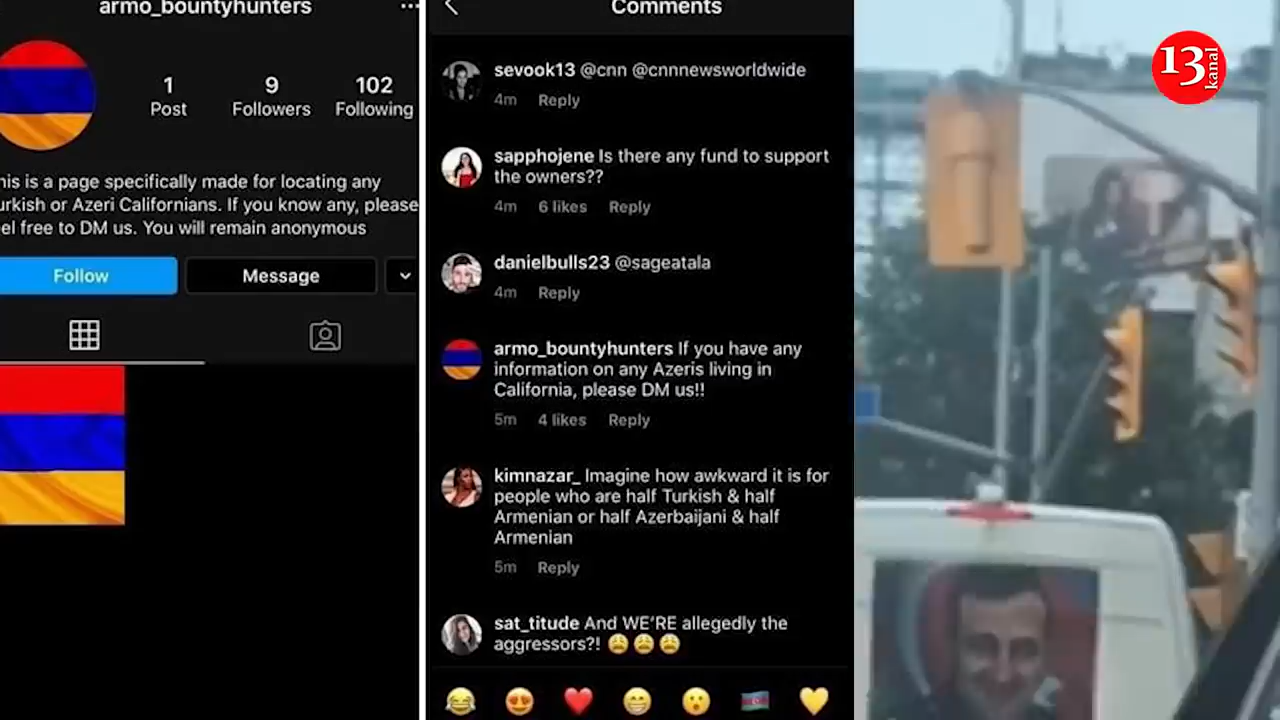 armo_bountyhunters
1
Post
9
Followers
102
Following
his is a page specifically made for locating any
urkish or Azeri Californians. If you know any, please
el free to DM us. You will remain anonymous
Follow
Message
Comments
sevook13 @cnn @cnnnewsworldwide
4m Reply
sapphojene Is there any fund to support
the owners??
4m 6 likes Reply
danielbulls23 @sageatala
4m Reply
armo_bountyhunters If you have any
information on any Azeris living in
California, please DM us!!
5m 4 likes Reply
kimnazar_ Imagine how awkward it is for
people who are half Turkish & half
Armenian or half Azerbaijani & half
Armenian
5m Reply
sat_titude And WE'RE allegedly the
aggressors?! 😩😩😩
13
kanal